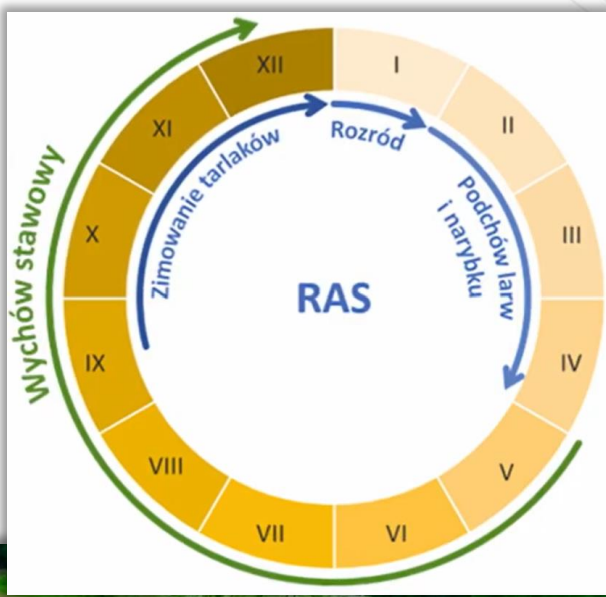 XII
I
II
III
IV
V
VI
VII
VIII
IX
X
XI
Wychów stawowy
Zimowanie tarlaków
Rozród
Podchów larw
i narybku
RAS